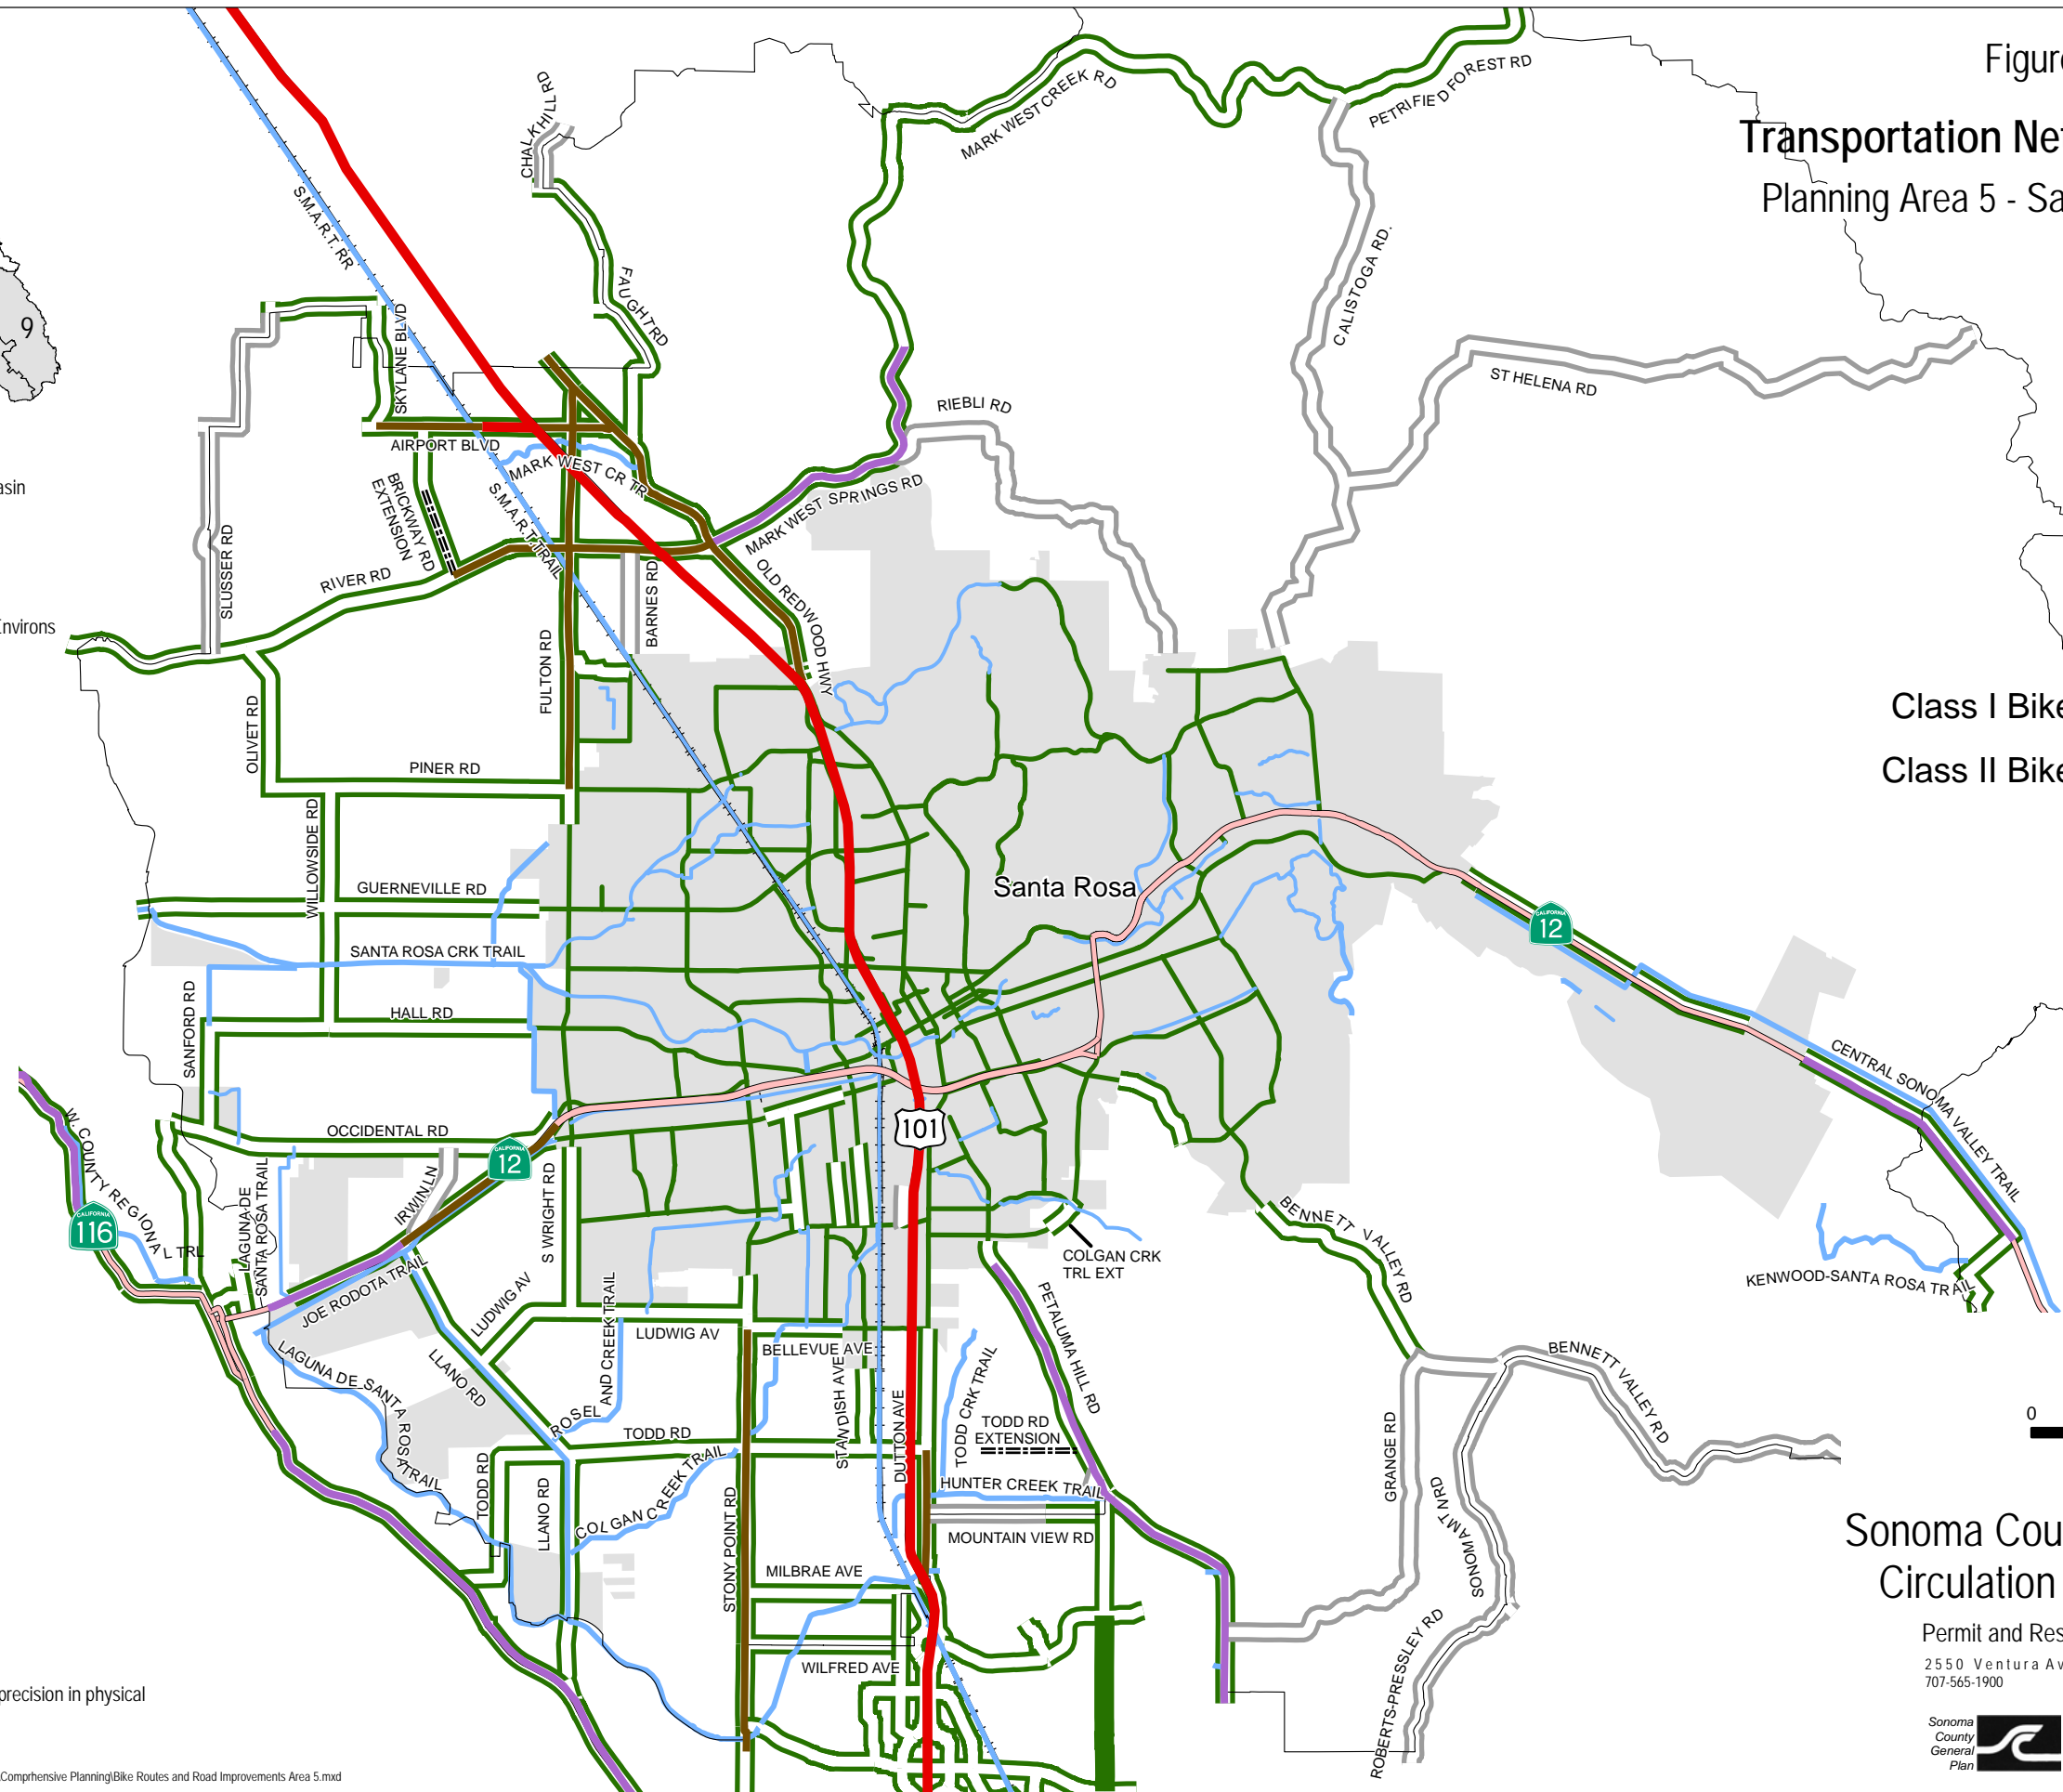 Figure
Transportation Net
Planning Area 5 - Sa
CHALK HILL RD
MARK WEST CREEK RD
PETRIFIED FOREST RD
S.M.A.R.T. RR
FAUGHT RD
CALISTOGA RD.
9
SKYLANE BLVD
ST HELENA RD
RIEBLI RD
AIRPORT BLVD
MARK WEST CR TR
asin
BRICKWAY RD
EXTENSION
S.M.A.R.T. TRAIL
MARK WEST SPRINGS RD
SLUSSER RD
RIVER RD
BARNES RD
OLD REDWOOD HWY
Environs
FULTON RD
OLIVET RD
Class I Bike
PINER RD
Class II Bike
WILLOWSIDE RD
GUERNEVILLE RD
Santa Rosa
CALIFORNIA
12
SANTA ROSA CRK TRAIL
SANFORD RD
HALL RD
CENTRAL SONOMA VALLEY TRAIL
W. COUNTY REGIONAL TRL
OCCIDENTAL RD
101
CALIFORNIA
12
IRWIN LN
S WRIGHT RD
LAGUNA DE
SANTA ROSA TRAIL
CALIFORNIA
116
BENNETT VALLEY RD
COLGAN CRK
TRL EXT
KENWOOD-SANTA ROSA TRAIL
JOE RODOTA TRAIL
LUDWIG AV
ROSELAND CREEK TRAIL
LUDWIG AV
PETALUMA HILL RD
BELLEVUE AVE
LAGUNA DE SANTA ROSA TRAIL
LLANO RD
STANDISH AVE
DUTTON AVE
TODD CRK TRAIL
BENNETT VALLEY RD
TODD RD
EXTENSION
TODD RD
GRANGE RD
0
TODD RD
LLANO RD
COLGAN CREEK TRAIL
STONY POINT RD
HUNTER CREEK TRAIL
MOUNTAIN VIEW RD
SONOMA MTN RD
Sonoma Cou
Circulation
MILBRAE AVE
WILFRED AVE
ROBERTS-PRESSLEY RD
Permit and Res
2550 Ventura Av
707-565-1900
precision in physical
Sonoma
County
General
Plan
Comprhensive Planning\Bike Routes and Road Improvements Area 5.mxd